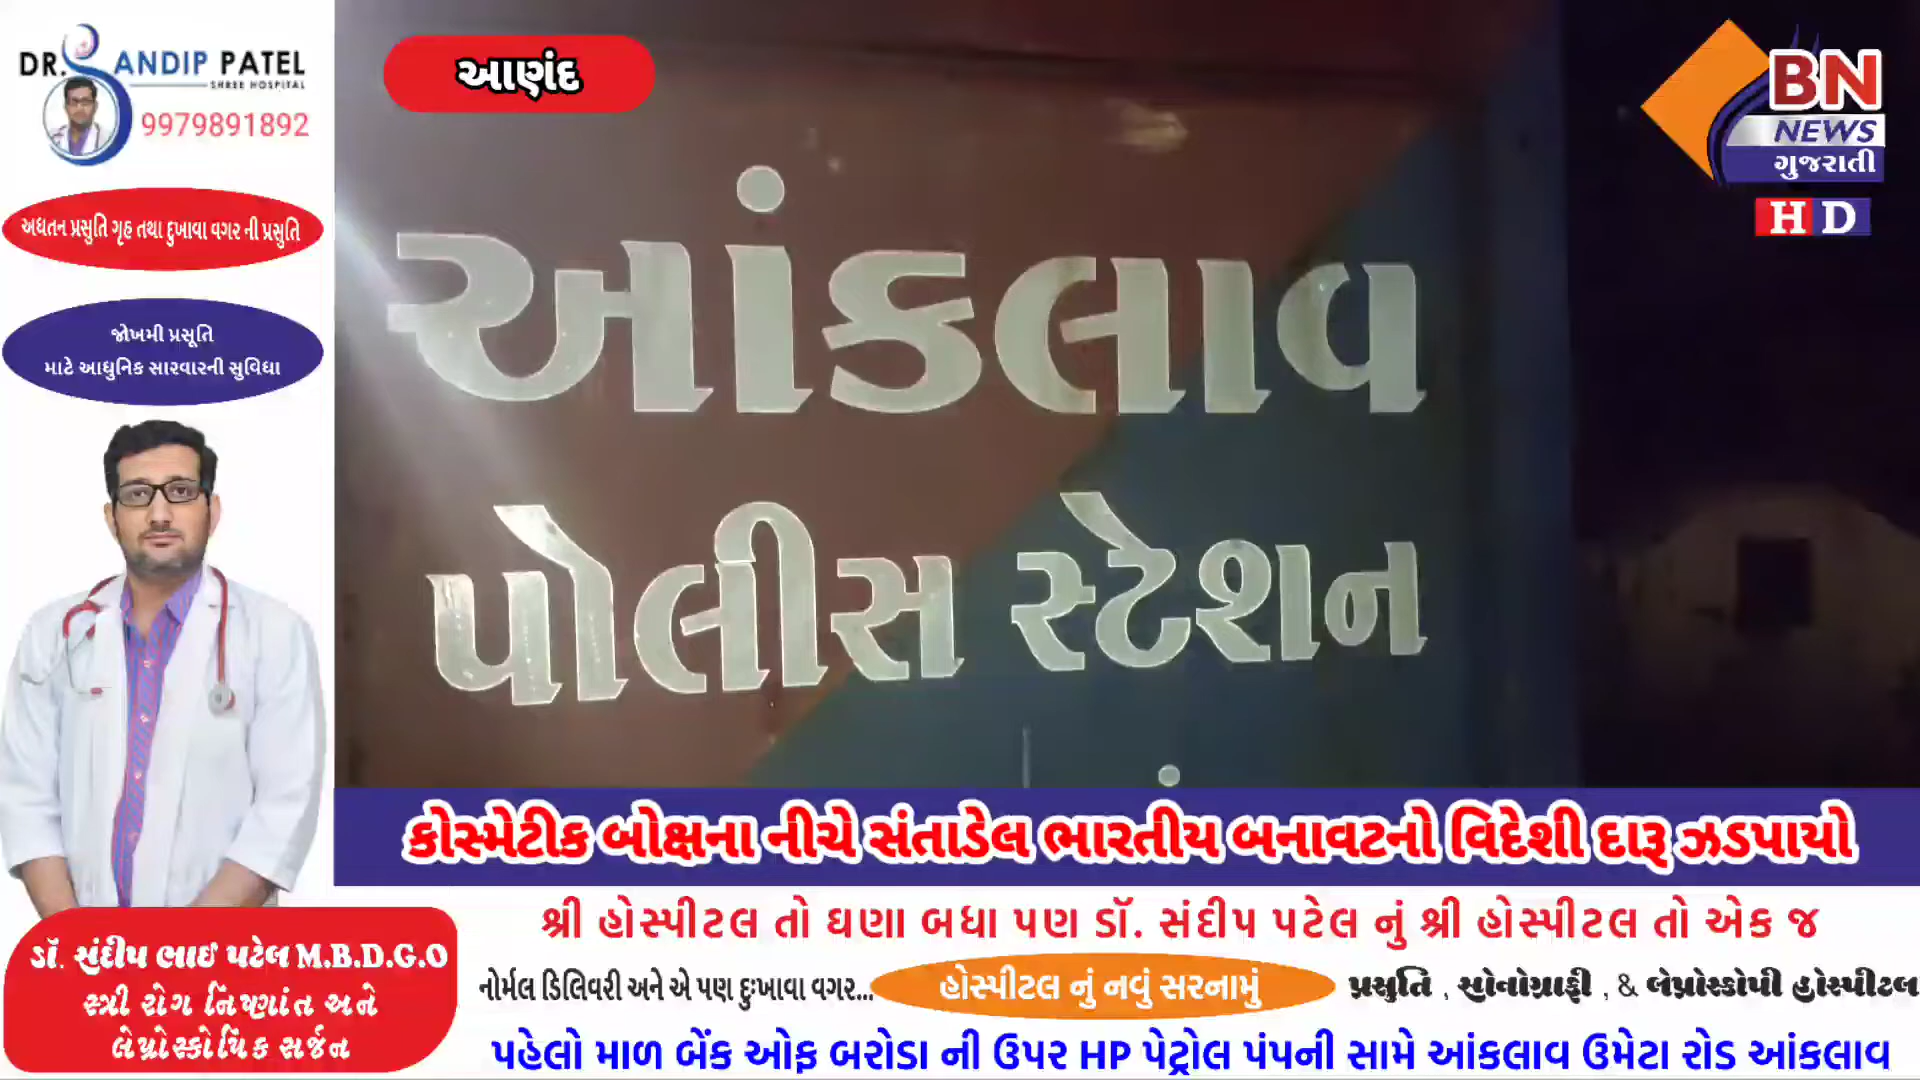 DR. SANDIP PATEL
SHREE HOSPITAL
9979891892
અધતન પ્રસુતિ ગૃહ તથા દુખાવા વગર ની પ્રસુતિ
જોખમી પ્રસૂતિ
માટે આધુનિક સારવારની સુવિધા
આણંદ
BN
NEWS
ગુજરાતી
HD
આંકલાવ
પોલીસ સ્ટેશન
કોસ્મેટીક બોક્ષના નીચે સંતાડેલ ભારતીય બનાવટનો વિદેશી દારૂ ઝડપાયો
ડૉ. સંદીપ ભાઇ પટેલ M.B.D.G.O
સ્ત્રી રોગ નિષ્ણાંત અને
લેપ્રોસ્કોપિક સર્જન
શ્રી હોસ્પીટલ તો ઘણા બધા પણ ડૉ. સંદીપ પટેલ નું શ્રી હોસ્પીટલ તો એક જ
નોર્મલ ડિલિવરી અને એ પણ દુઃખાવા વગર... હોસ્પીટલ નું નવું સરનામું પ્રસુતિ , સોનોગ્રાફી , & લેપ્રોસ્કોપી હોસ્પીટલ
પહેલો માળ બેંક ઓફ બરોડા ની ઉપર HP પેટ્રોલ પંપની સામે આંકલાવ ઉમેટા રોડ આંકલાવ